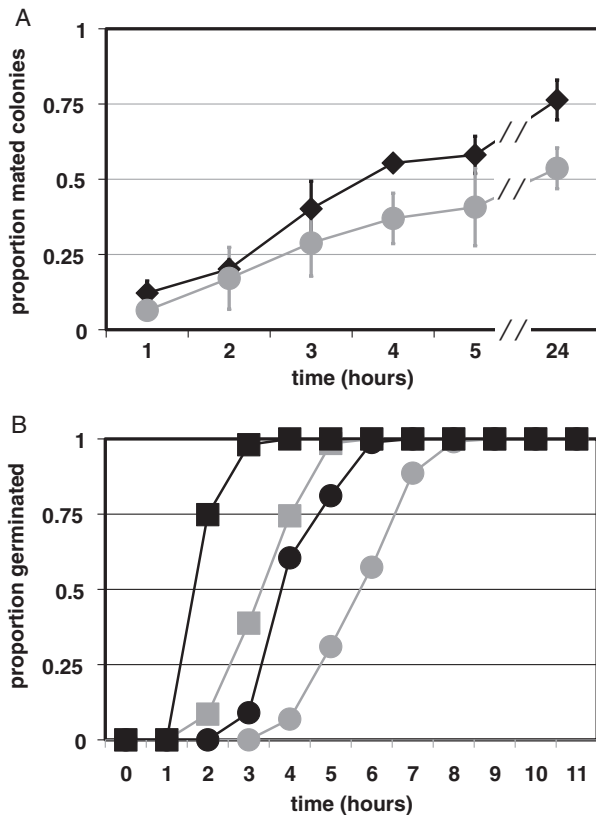 A
proportion mated colonies
1
0.75
0.5
0.25
0
1 2 3 4 5 24
time (hours)
B
proportion germinated
1
0.75
0.5
0.25
0
0 1 2 3 4 5 6 7 8 9 10 11
time (hours)